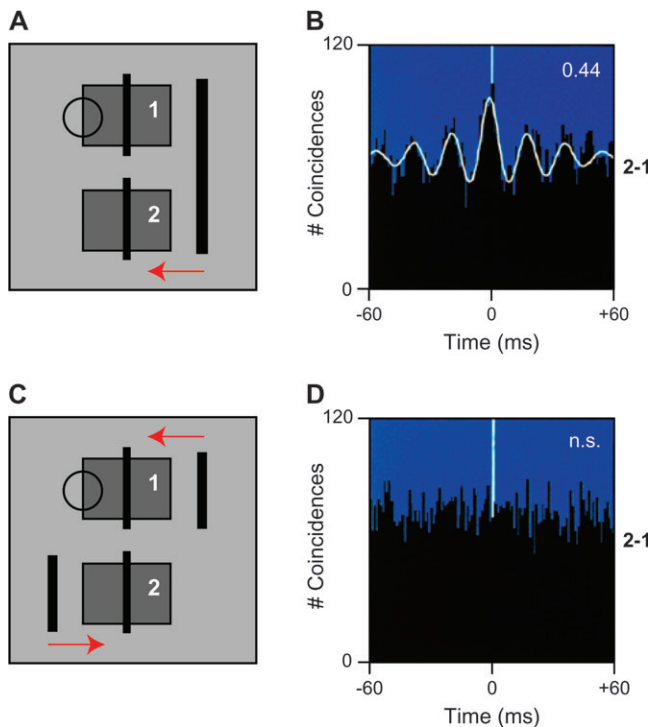 A
1
2
B
120
0.44
# Coincidences
2-1
0
-60
0
+60
Time (ms)
C
1
2
D
120
n.s.
# Coincidences
2-1
0
-60
0
+60
Time (ms)